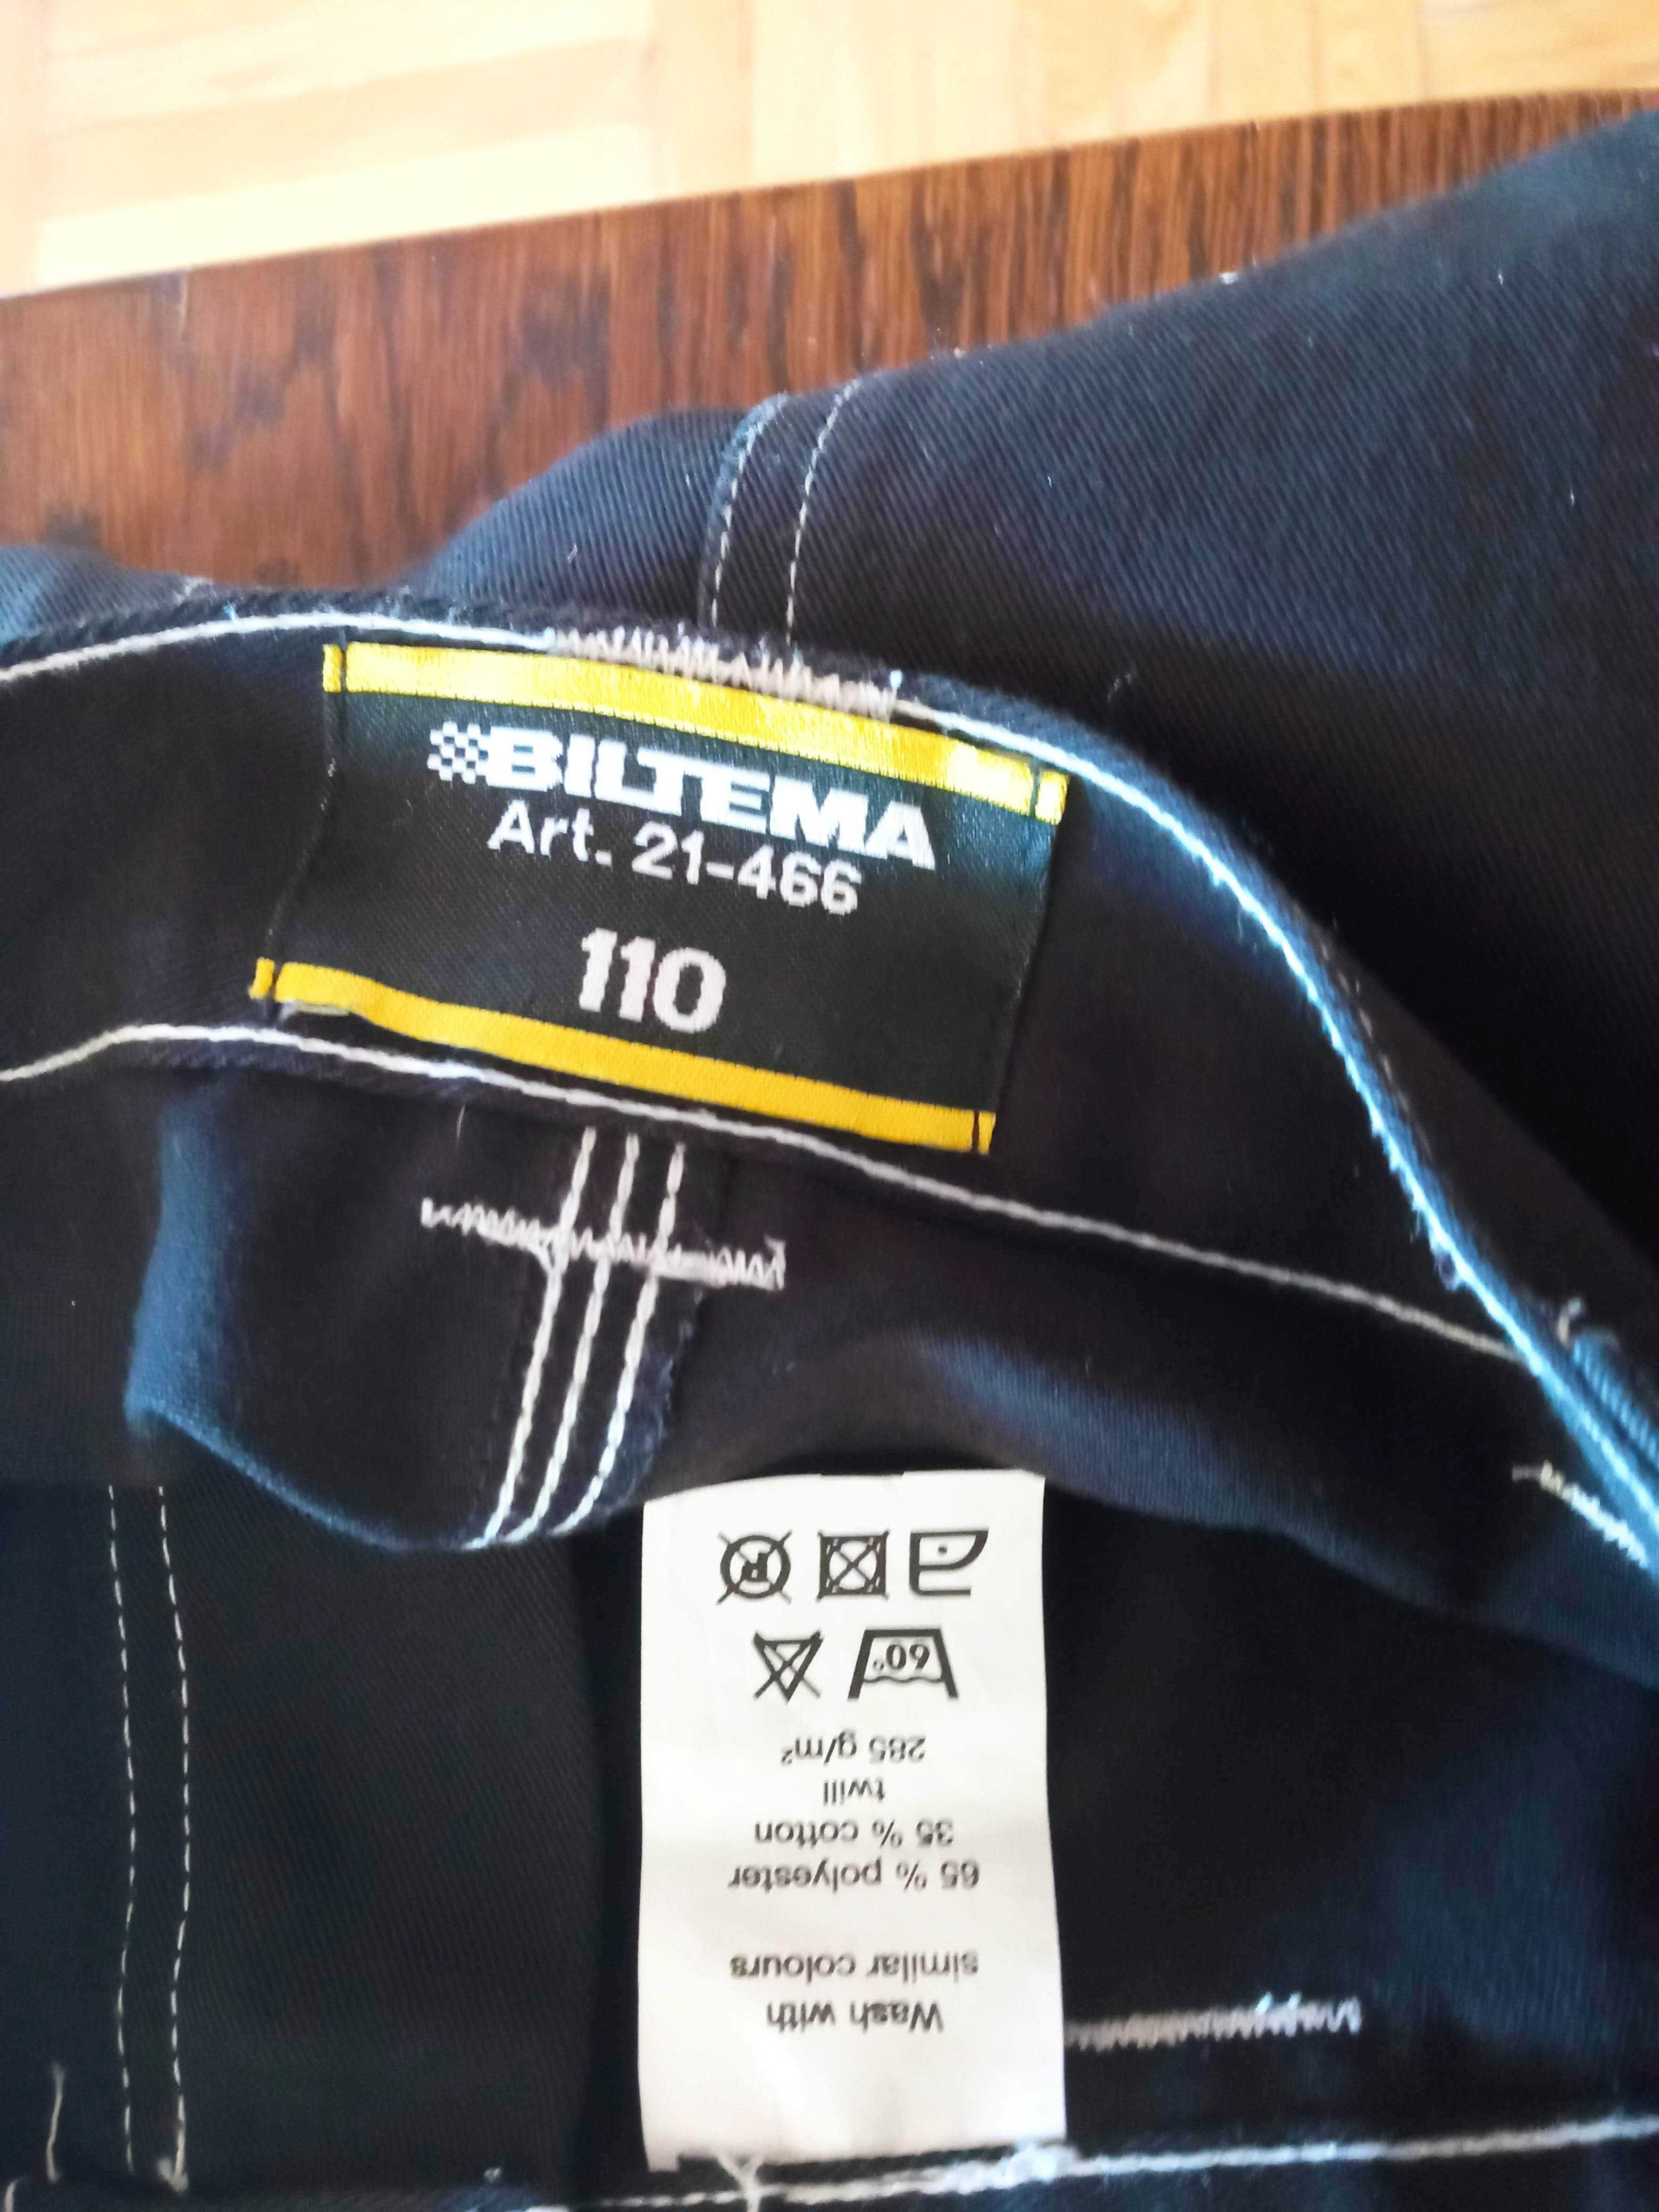 BILTEMA
Art. 21-466
110
Wash with
similar colours
65 % polyester
35 % cotton
twill
285 g/m²
60°
R